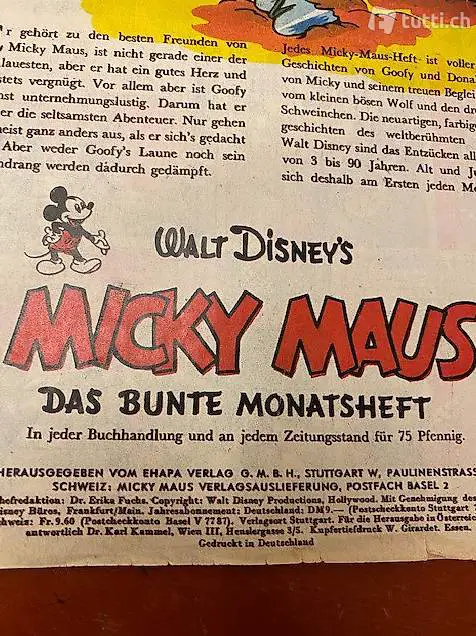 tutti.ch
r gehört zu den besten Freunden von
Micky Maus, ist nicht gerade einer der
lauesten, aber er hat ein gutes Herz und
stets vergnügt. Vor allem aber ist Goofy
nst unternehmungslustig. Darum hat er
er die seltsamsten Abenteuer. Nur gehen
meist ganz anders aus, als er sich's gedacht
Aber weder Goofy's Laune noch sein
ndrang werden dadurch gedämpft.
Jedes Micky-Maus-Heft ist voller
Geschichten von Goofy und Dona
von Micky und seinem treuen Beglei
vom kleinen bösen Wolf und den d
Schweinchen. Die neuartigen, farbig
geschichten des weltberühmten
Walt Disney sind das Entzücken al
von 3 bis 90 Jahren. Alt und Ju
sich deshalb am Ersten jeden Mo
WALT DISNEY'S
MICKY MAUS
DAS BUNTE MONATSHEFT
In jeder Buchhandlung und an jedem Zeitungsstand für 75 Pfennig.
HERAUSGEGEBEN VOM EHAPA VERLAG G. M. B. H., STUTTGART W, PAULINENSTRASS
SCHWEIZ: MICKY MAUS VERLAGSAUSLIEFERUNG, POSTFACH BASEL 2
hefredaktion: Dr. Erika Fuchs. Copyright: Walt Disney Productions, Hollywood. Mit Genehmigung des
isney Büros, Frankfurt/Main. Jahresabonnement: Deutschland: DM 9.— (Postscheckkonto Stuttgart 7
chweiz: Fr. 9.60 (Postcheckkonto Basel V 7787). Verlagsort Stuttgart. Für die Herausgabe in Österreic
antwortlich Dr. Karl Kammel, Wien III, Henslergasse 3/5. Kupfertiefdruck W. Girardet. Essen.
Gedruckt in Deutschland